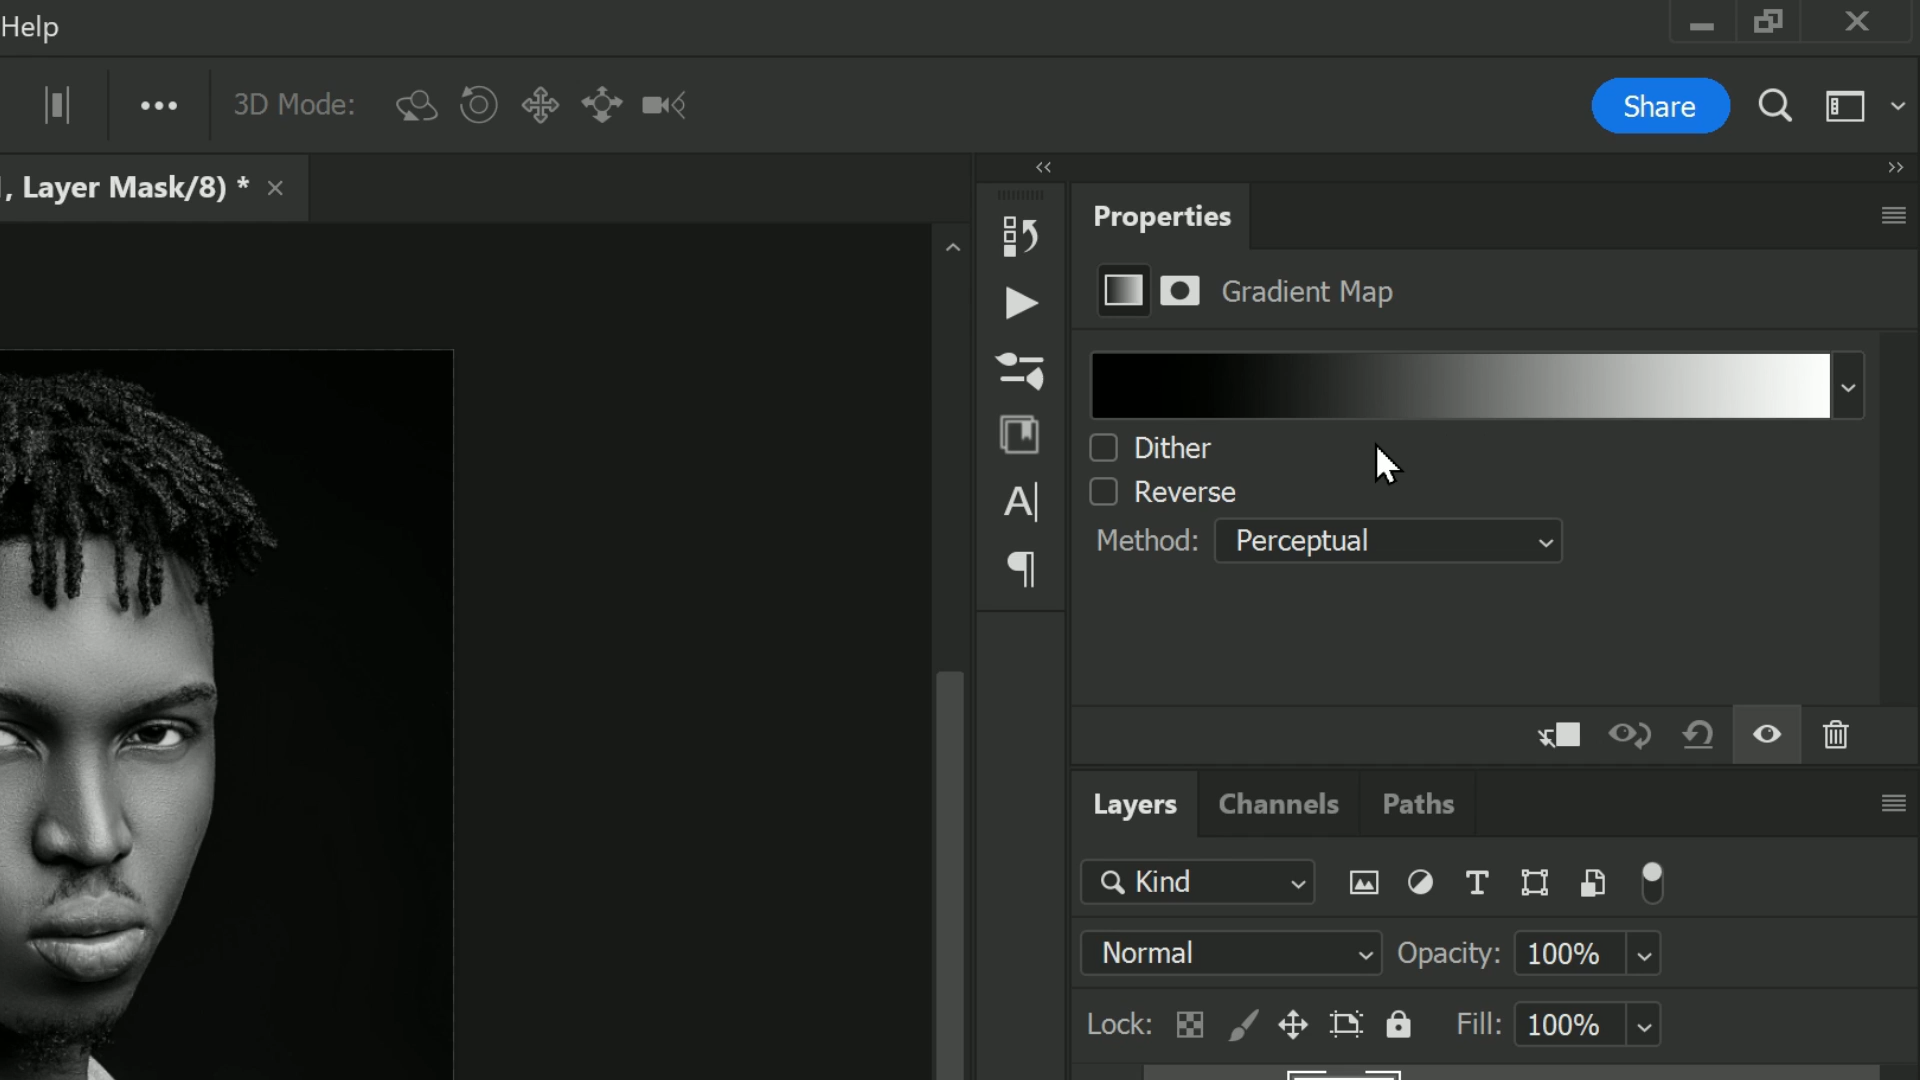 Help
3D Mode:
Share
, Layer Mask/8) *
Properties
Gradient Map
Dither
Reverse
Method: Perceptual
A
Layers Channels Paths
Kind
T
Normal Opacity: 100%
Lock: Fill: 100%